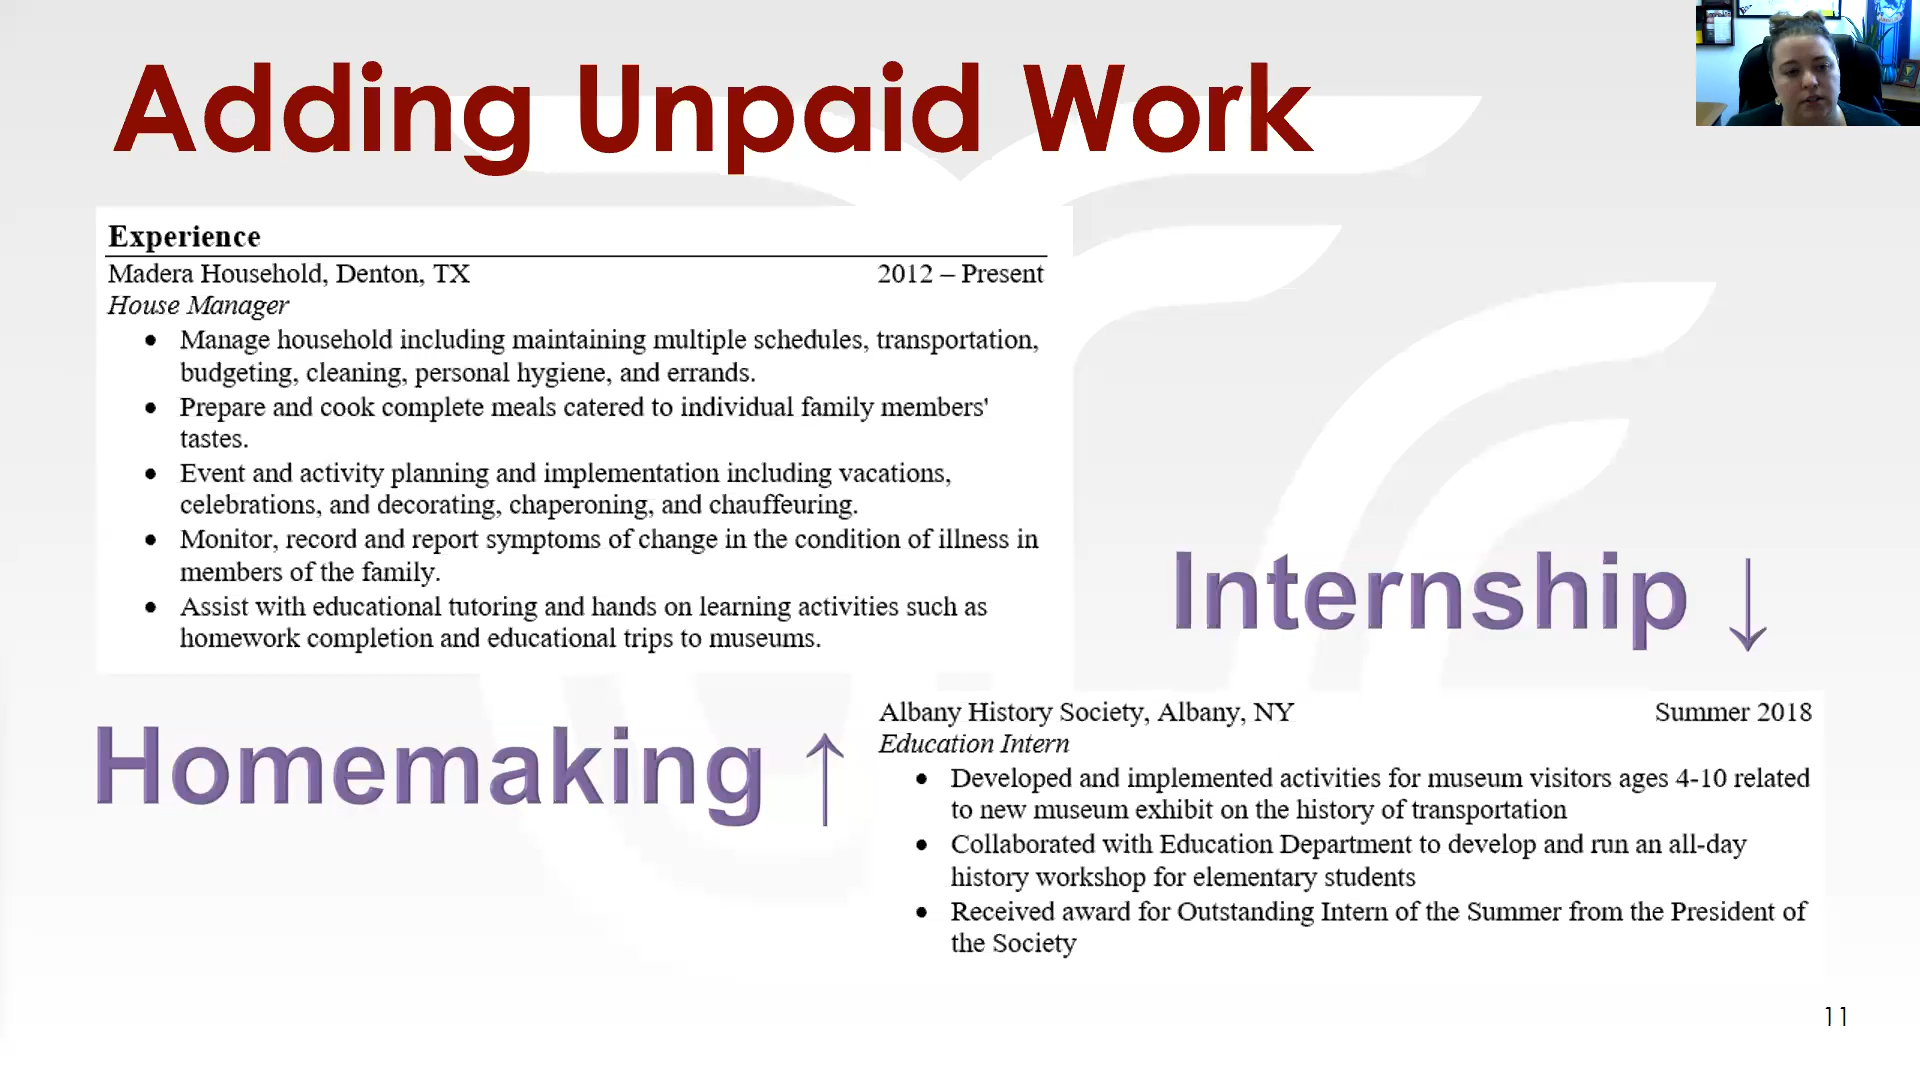 Adding Unpaid Work
Experience
Madera Household, Denton, TX 2012 – Present
House Manager
• Manage household including maintaining multiple schedules, transportation,
budgeting, cleaning, personal hygiene, and errands.
• Prepare and cook complete meals catered to individual family members'
tastes.
• Event and activity planning and implementation including vacations,
celebrations, and decorating, chaperoning, and chauffeuring.
• Monitor, record and report symptoms of change in the condition of illness in
members of the family.
• Assist with educational tutoring and hands on learning activities such as
homework completion and educational trips to museums.
Homemaking ↑
Internship ↓
Albany History Society, Albany, NY Summer 2018
Education Intern
• Developed and implemented activities for museum visitors ages 4-10 related
to new museum exhibit on the history of transportation
• Collaborated with Education Department to develop and run an all-day
history workshop for elementary students
• Received award for Outstanding Intern of the Summer from the President of
the Society
11